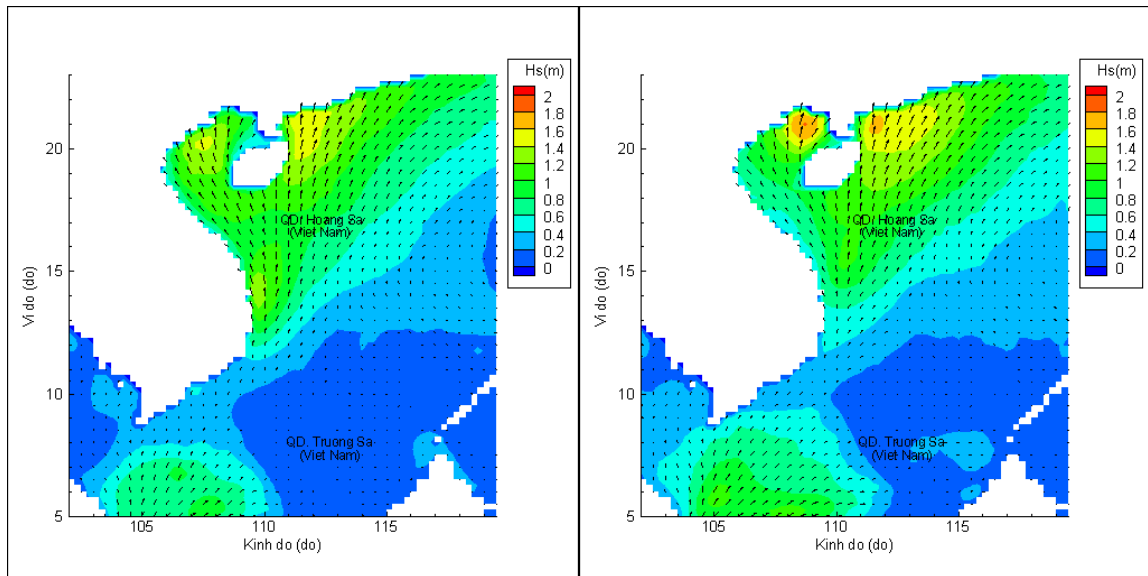 Hs(m)
2
1.8
1.6
1.4
1.2
1
0.8
0.6
0.4
0.2
0
20
15
10
5
Vi do (do)
QD. Hoang Sa
(Viet Nam)
QD. Truong Sa
(Viet Nam)
105
110
115
Kinh do (do)
Hs(m)
2
1.8
1.6
1.4
1.2
1
0.8
0.6
0.4
0.2
0
20
15
10
5
Vi do (do)
QD. Hoang Sa
(Viet Nam)
QD. Truong Sa
(Viet Nam)
105
110
115
Kinh do (do)